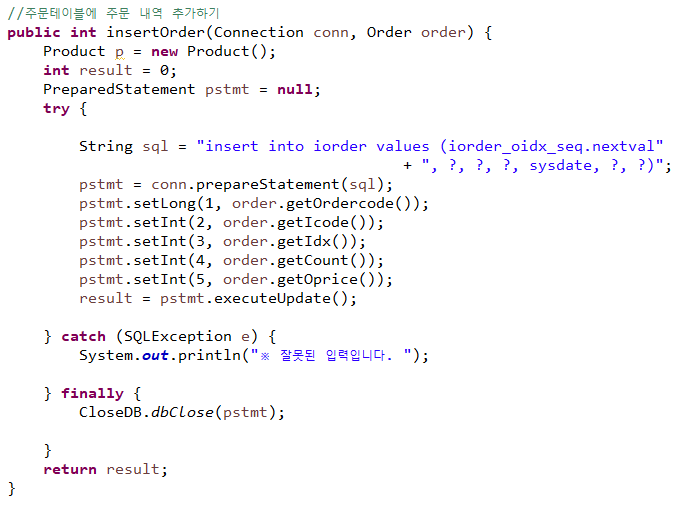 //주문테이블에 주문 내역 추가하기
public int insertOrder(Connection conn, Order order) {
    Product p = new Product();
    int result = 0;
    PreparedStatement pstmt = null;
    try {

        String sql = "insert into iorder values (iorder_oidx_seq.nextval"
                                            + ", ?, ?, ?, sysdate, ?, ?)";
        pstmt = conn.prepareStatement(sql);
        pstmt.setLong(1, order.getOrdercode());
        pstmt.setInt(2, order.getIcode());
        pstmt.setInt(3, order.getIdx());
        pstmt.setInt(4, order.getCount());
        pstmt.setInt(5, order.getOprice());
        result = pstmt.executeUpdate();

    } catch (SQLException e) {
        System.out.println("※ 잘못된 입력입니다. ");

    } finally {
        CloseDB.dbClose(pstmt);

    }
    return result;
}